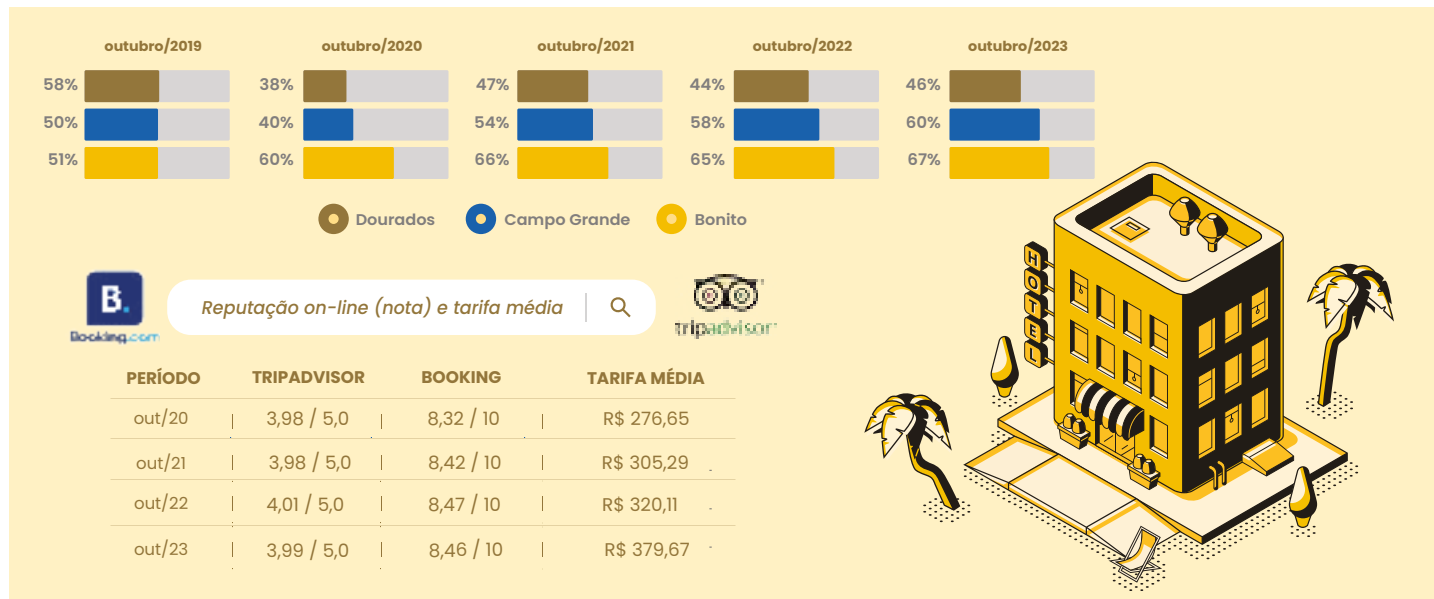 outubro/2019 outubro/2020 outubro/2021 outubro/2022 outubro/2023
58% 38% 47% 44% 46%
50% 40% 54% 58% 60%
51% 60% 66% 65% 67%
Dourados Campo Grande Bonito
HOTEL
B.
Booking.com
Reputação on-line (nota) e tarifa média
tripadvisor
PERÍODO TRIPADVISOR BOOKING TARIFA MÉDIA
out/20 3,98 / 5,0 8,32 / 10 R$ 276,65
out/21 3,98 / 5,0 8,42 / 10 R$ 305,29
out/22 4,01 / 5,0 8,47 / 10 R$ 320,11
out/23 3,99 / 5,0 8,46 / 10 R$ 379,67